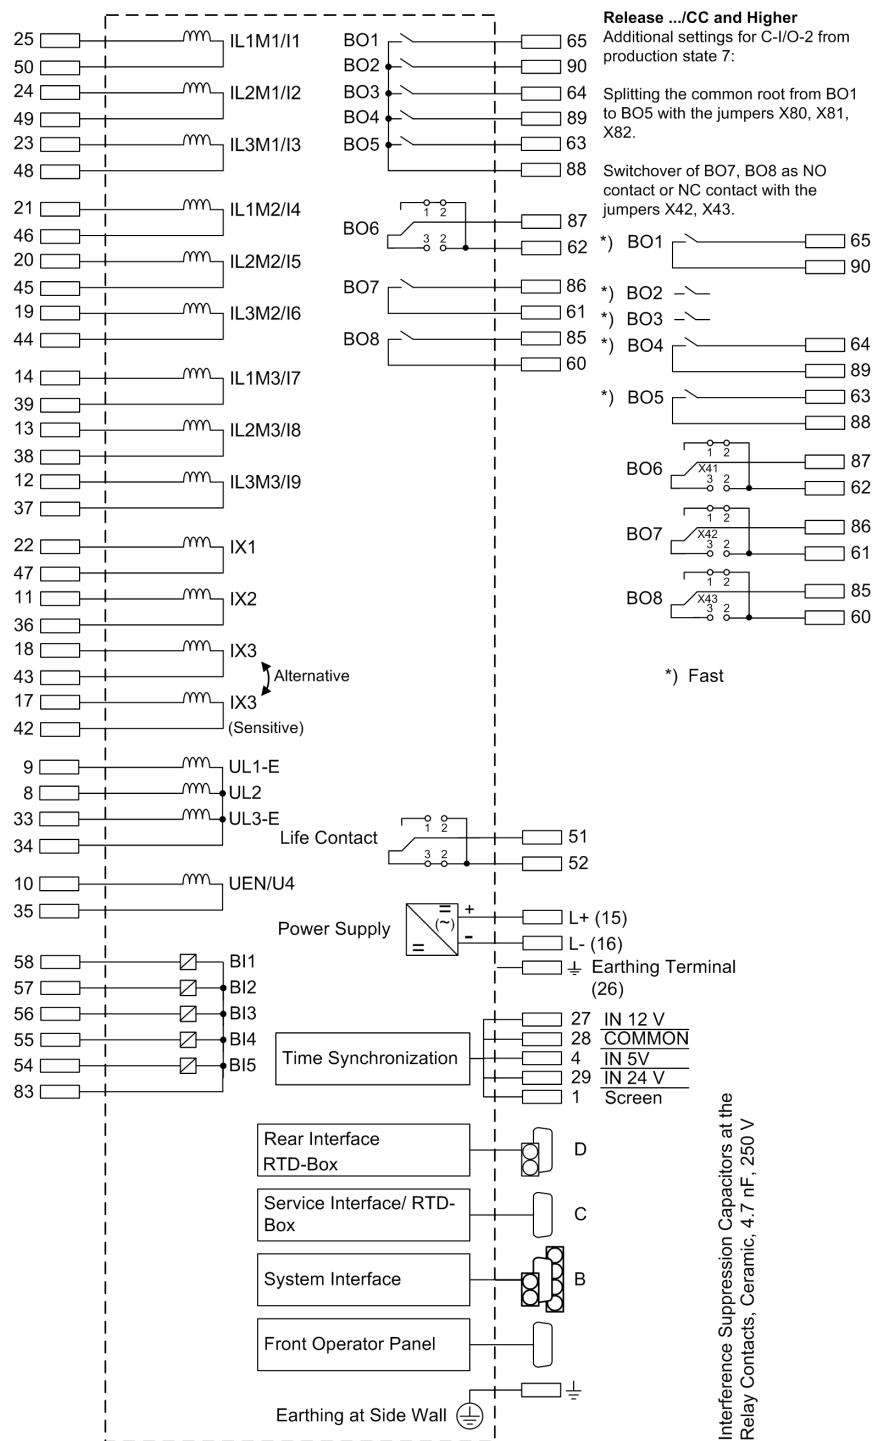 25 IL1M1/I1
50
24 IL2M1/I2
49
23 IL3M1/I3
48
21 IL1M2/I4
46
20 IL2M2/I5
45
19 IL3M2/I6
44
14 IL1M3/I7
39
13 IL2M3/I8
38
12 IL3M3/I9
37
22 IX1
47
11 IX2
36
18 IX3
43
Alternative
17 IX3
42 (Sensitive)
9 UL1-E
8 UL2
33 UL3-E
34
10 UEN/U4
35
58 BI1
57 BI2
56 BI3
55 BI4
54 BI5
83
BO1 65
BO2 90
BO3 64
BO4 89
BO5 63
88
1 2
BO6 87
3 2 62
BO7 86
61
BO8 85
60
Life Contact
1 2
51
3 2
52
Power Supply
= (~) =
+ L+ (15)
- L- (16)
Earthing Terminal
(26)
Time Synchronization
27 IN 12 V
28 COMMON
4 IN 5V
29 IN 24 V
1 Screen
Rear Interface
RTD-Box
D
Service Interface/ RTD-
Box
C
System Interface
B
Front Operator Panel
Earthing at Side Wall
Release .../CC and Higher
Additional settings for C-I/O-2 from
production state 7:
Splitting the common root from BO1
to BO5 with the jumpers X80, X81,
X82.
Switchover of BO7, BO8 as NO
contact or NC contact with the
jumpers X42, X43.
*) BO1 65
90
*) BO2
*) BO3
*) BO4 64
89
*) BO5 63
88
1 2
BO6 X41 87
3 2 62
1 2
BO7 X42 86
3 2 61
1 2
BO8 X43 85
3 2 60
*) Fast
Interference Suppression Capacitors at the
Relay Contacts, Ceramic, 4.7 nF, 250 V